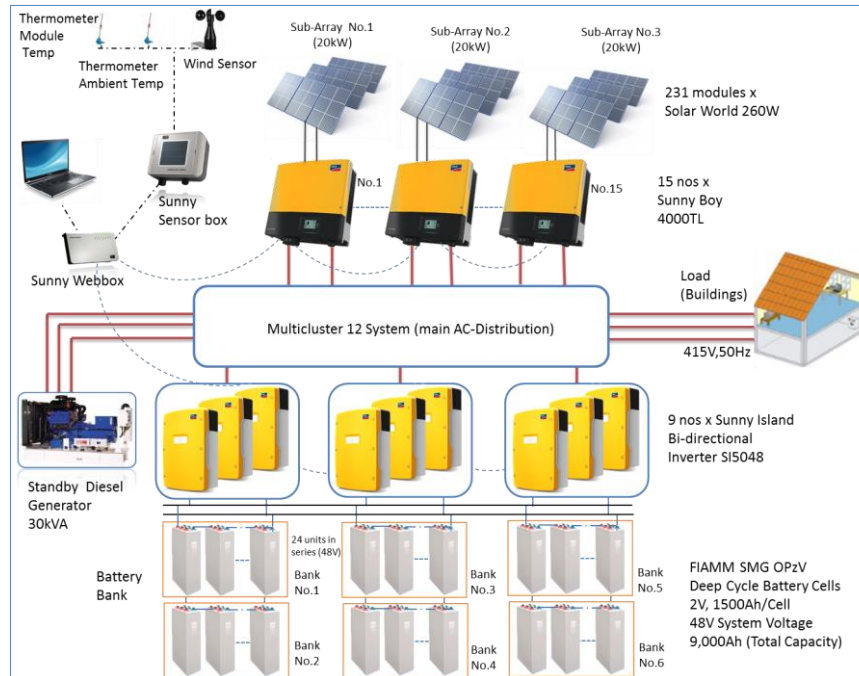 Thermometer
Module
Temp
Thermometer
Ambient Temp
Wind Sensor
Sub-Array No.1
(20kW)
Sub-Array No.2
(20kW)
Sub-Array No.3
(20kW)
231 modules x
Solar World 260W
No.1
No.15
15 nos x
Sunny Boy
4000TL
Sunny
Sensor box
Sunny Webbox
Load
(Buildings)
Multicluster 12 System (main AC-Distribution)
415V,50Hz
9 nos x Sunny Island
Bi-directional
Inverter SI5048
Standby Diesel
Generator
30kVA
24 units in
series (48V)
Battery
Bank
Bank
No.1
Bank
No.3
Bank
No.5
Bank
No.2
Bank
No.4
Bank
No.6
FIAMM SMG OPzV
Deep Cycle Battery Cells
2V, 1500Ah/Cell
48V System Voltage
9,000Ah (Total Capacity)